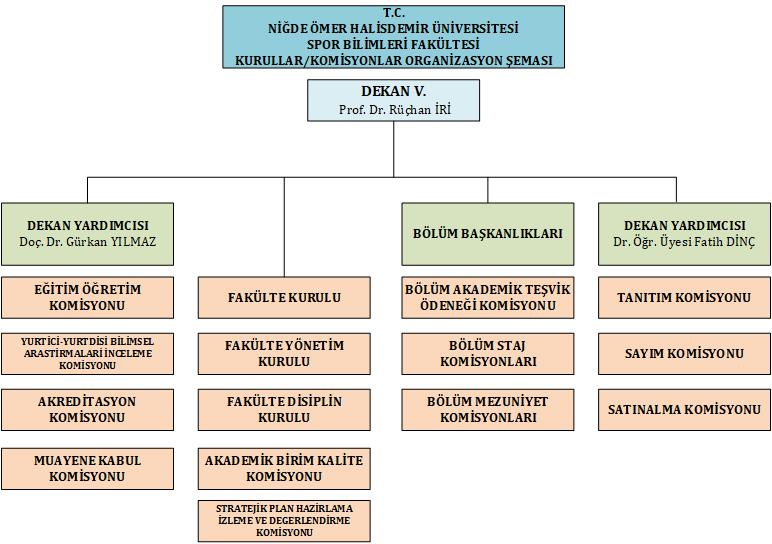 T.C.
NİĞDE ÖMER HALİSDEMİR ÜNİVERSİTESİ
SPOR BİLİMLERİ FAKÜLTESİ
KURULLAR/KOMİSYONLAR ORGANİZASYON ŞEMASI
DEKAN V.
Prof. Dr. Rüçhan İRİ
DEKAN YARDIMCISI
Doç. Dr. Gürkan YILMAZ
EĞİTİM ÖĞRETİM
KOMİSYONU
YURTİCİ-YURTDİSİ BİLİMSEL
ARASTİRMALARİ İNCELEME
KOMİSYONU
AKREDİTASYON
KOMİSYONU
MUAYENE KABUL
KOMİSYONU
FAKÜLTE KURULU
FAKÜLTE YÖNETİM
KURULU
FAKÜLTE DİSİPLİN
KURULU
AKADEMİK BİRİM KALİTE
KOMİSYONU
STRATEJİK PLAN HAZIRLAMA
İZLEME VE DEGERLENDİRME
KOMİSYONU
BÖLÜM BAŞKANLIKLARI
BÖLÜM AKADEMİK TEŞVİK
ÖDENEĞİ KOMİSYONU
BÖLÜM STAJ
KOMİSYONLARI
BÖLÜM MEZUNİYET
KOMİSYONLARI
DEKAN YARDIMCISI
Dr. Öğr. Üyesi Fatih DİNÇ
TANITIM KOMİSYONU
SAYIM KOMİSYONU
SATINALMA KOMİSYONU